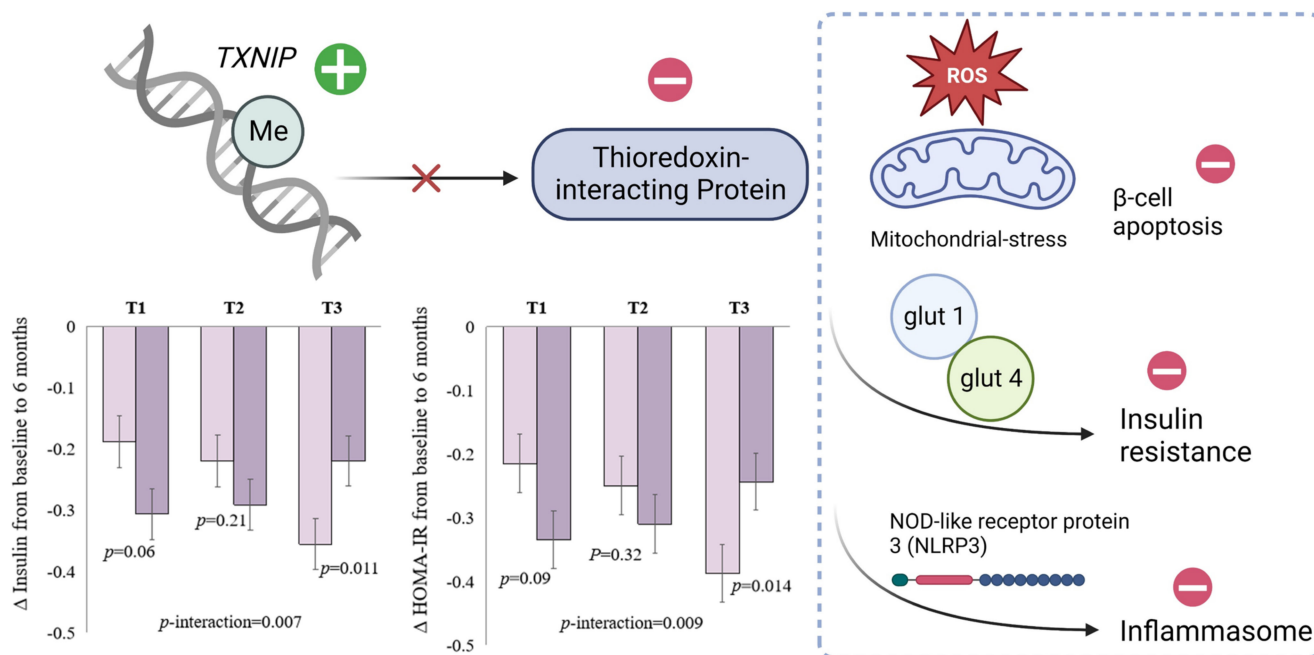 TXNIP
Me
Thioredoxin-
interacting Protein
ROS
Mitochondrial-stress
β-cell
apoptosis
glut 1
glut 4
Insulin
resistance
NOD-like receptor protein
3 (NLRP3)
Inflammasome
Δ Insulin from baseline to 6 months
T1
T2
T3
0
-0.1
-0.2
-0.3
-0.4
-0.5
p=0.06
p=0.21
p=0.011
p-interaction=0.007
Δ HOMA-IR from baseline to 6 months
T1
T2
T3
0
-0.1
-0.2
-0.3
-0.4
-0.5
p=0.09
P=0.32
p=0.014
p-interaction=0.009